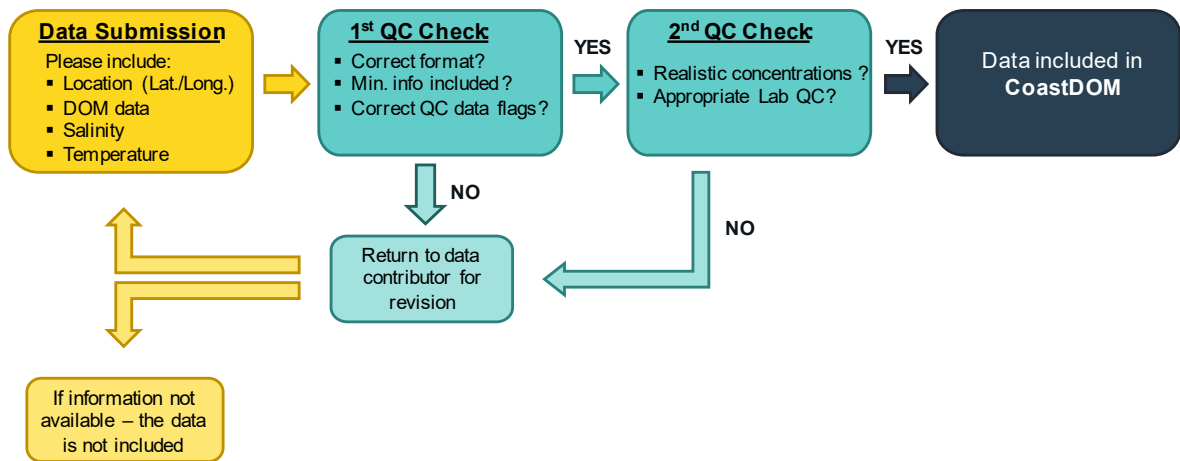 Data Submission
Please include:
▪ Location (Lat./Long.)
▪ DOM data
▪ Salinity
▪ Temperature
1st QC Check:
▪ Correct format?
▪ Min. info included?
▪ Correct QC data flags?
YES
2nd QC Check:
▪ Realistic concentrations ?
▪ Appropriate Lab QC?
YES
Data included in
CoastDOM
NO
NO
Return to data
contributor for
revision
If information not
available – the data
is not included